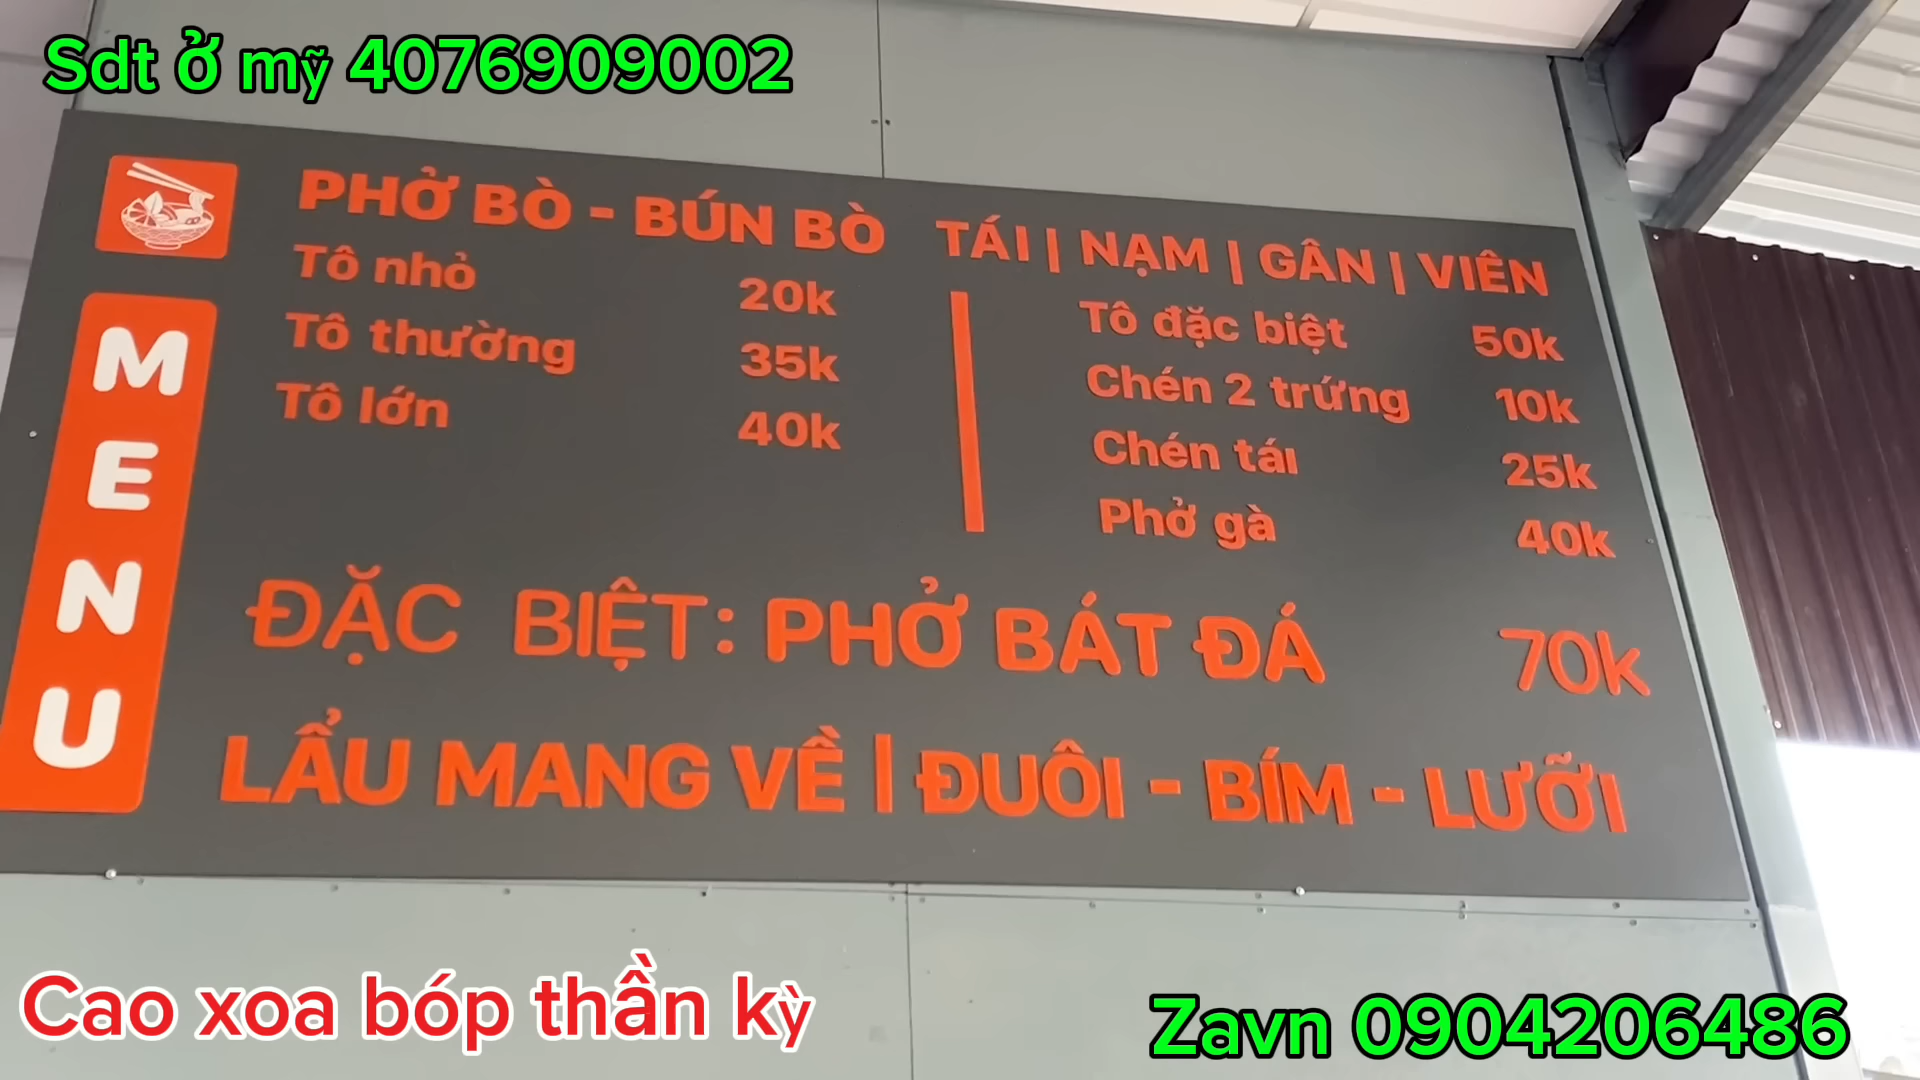 Sdt ở mỹ 4076909002
PHỞ BÒ - BÚN BÒ TÁI | NẠM | GÂN | VIÊN
Tô nhỏ 20k
Tô thường 35k
Tô lớn 40k
Tô đặc biệt 50k
Chén 2 trứng 10k
Chén tái 25k
Phở gà 40k
MENU
ĐẶC BIỆT: PHỞ BÁT ĐÁ 70k
LẨU MANG VỀ | ĐUÔI - BÍM - LƯỠI
Cao xoa bóp thần kỳ
Zavn 0904206486